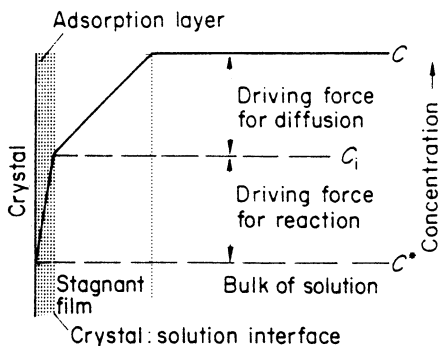 Adsorption layer
C
Driving force
for diffusion
Cᵢ
Driving force
for reaction
C*
Crystal
Concentration
Stagnant
film
Bulk of solution
Crystal: solution interface